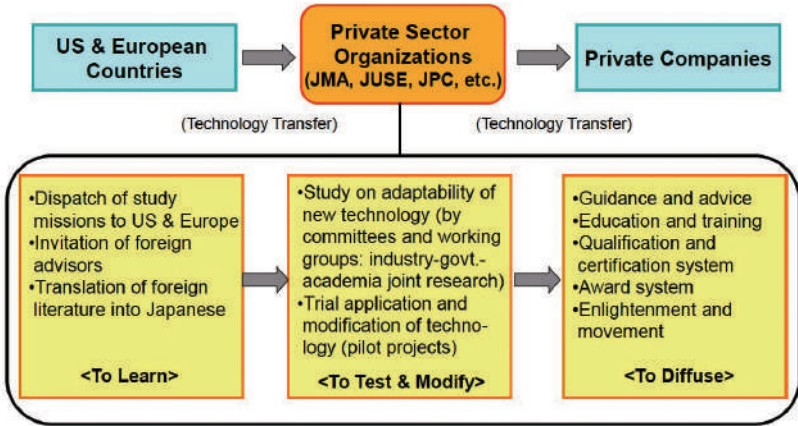 US & European
Countries
Private Sector
Organizations
(JMA, JUSE, JPC, etc.)
Private Companies
(Technology Transfer)
(Technology Transfer)
•Dispatch of study
missions to US & Europe
•Invitation of foreign
advisors
•Translation of foreign
literature into Japanese
<To Learn>
•Study on adaptability of
new technology (by
committees and working
groups: industry-govt.-
academia joint research)
•Trial application and
modification of techno-
logy (pilot projects)
<To Test & Modify>
•Guidance and advice
•Education and training
•Qualification and
certification system
•Award system
•Enlightenment and
movement
<To Diffuse>